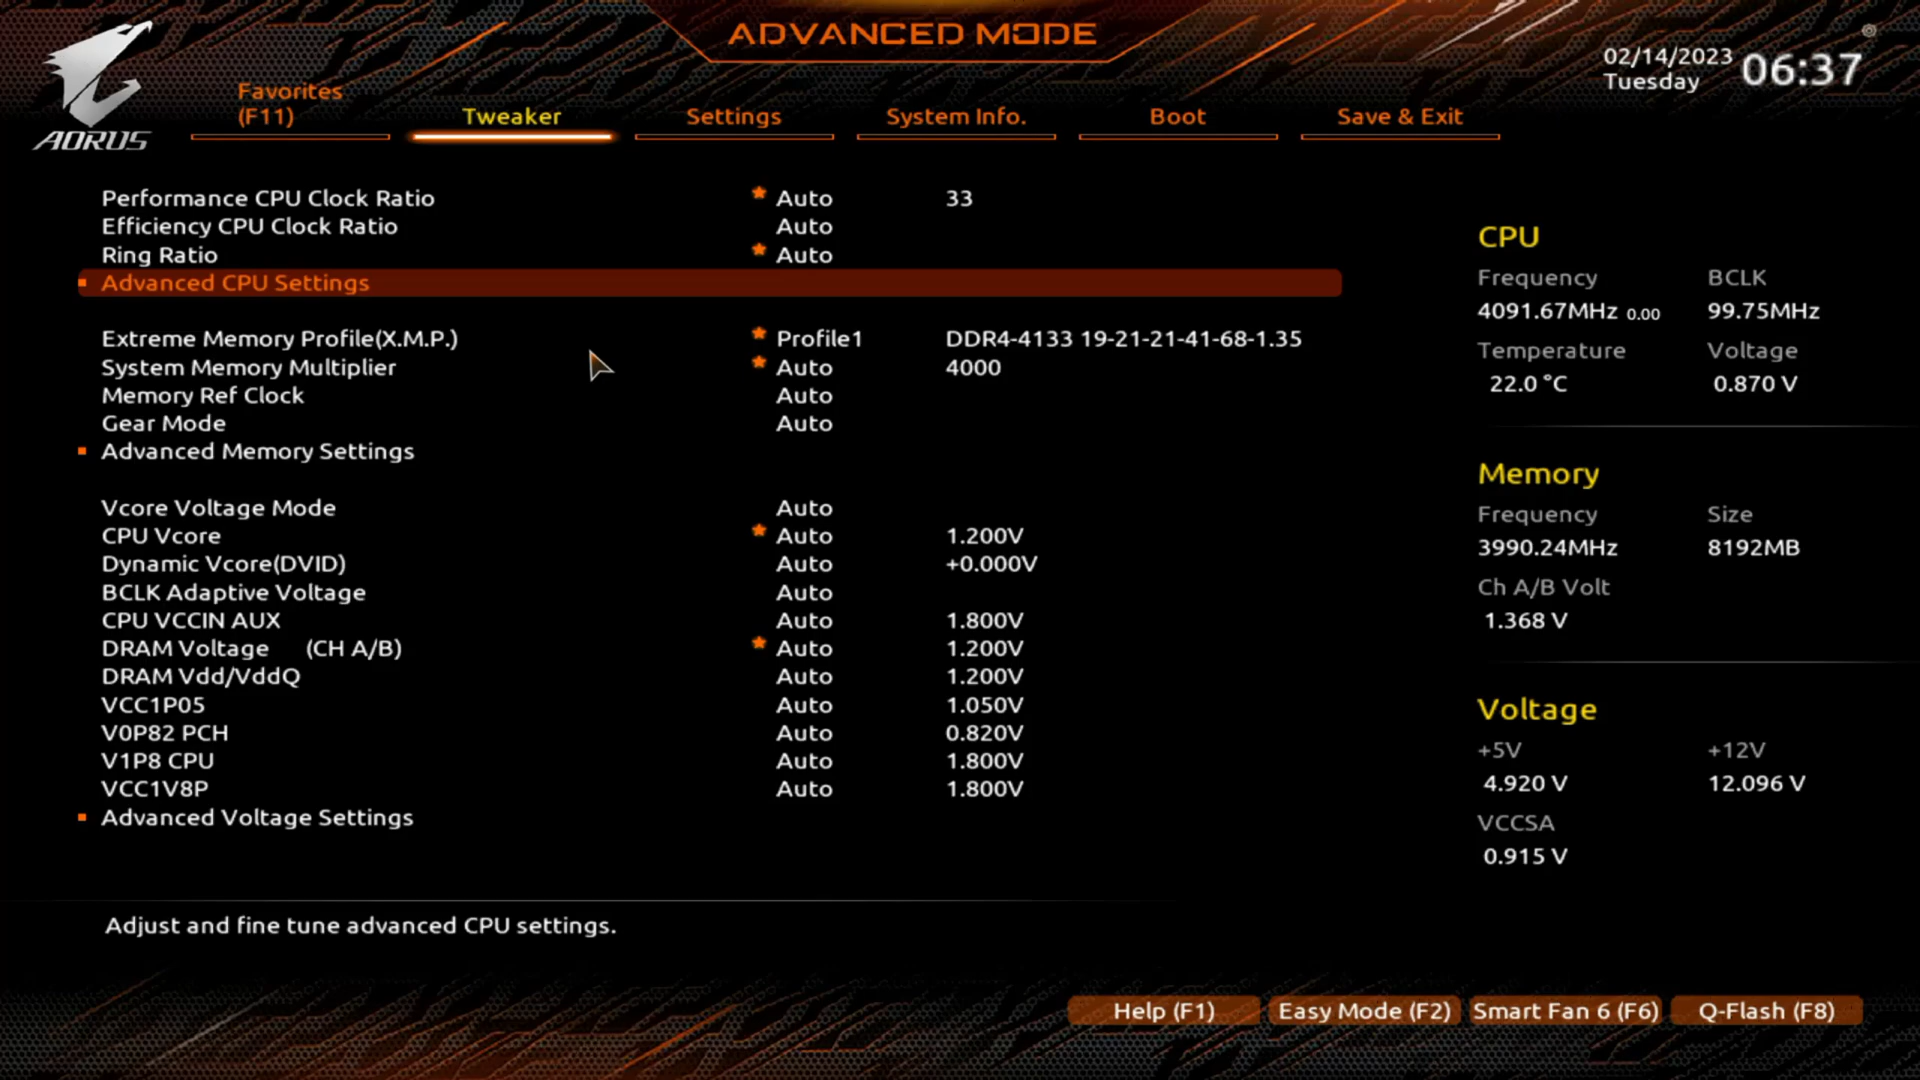 ADVANCED MODE
AORUS
Favorites (F11)
Tweaker
Settings
System Info.
Boot
Save & Exit
02/14/2023
Tuesday
06:37
Performance CPU Clock Ratio Auto 33
Efficiency CPU Clock Ratio Auto
Ring Ratio Auto
Advanced CPU Settings
Extreme Memory Profile(X.M.P.) Profile1 DDR4-4133 19-21-21-41-68-1.35
System Memory Multiplier Auto 4000
Memory Ref Clock Auto
Gear Mode Auto
Advanced Memory Settings
Vcore Voltage Mode Auto
CPU Vcore Auto 1.200V
Dynamic Vcore(DVID) Auto +0.000V
BCLK Adaptive Voltage Auto
CPU VCCIN AUX Auto 1.800V
DRAM Voltage (CH A/B) Auto 1.200V
DRAM Vdd/VddQ Auto 1.200V
VCC1P05 Auto 1.050V
V0P82 PCH Auto 0.820V
V1P8 CPU Auto 1.800V
VCC1V8P Auto 1.800V
Advanced Voltage Settings
CPU
Frequency BCLK
4091.67MHz 0.00 99.75MHz
Temperature Voltage
22.0 °C 0.870 V
Memory
Frequency Size
3990.24MHz 8192MB
Ch A/B Volt
1.368 V
Voltage
+5V +12V
4.920 V 12.096 V
VCCSA
0.915 V
Adjust and fine tune advanced CPU settings.
Help (F1)
Easy Mode (F2)
Smart Fan 6 (F6)
Q-Flash (F8)